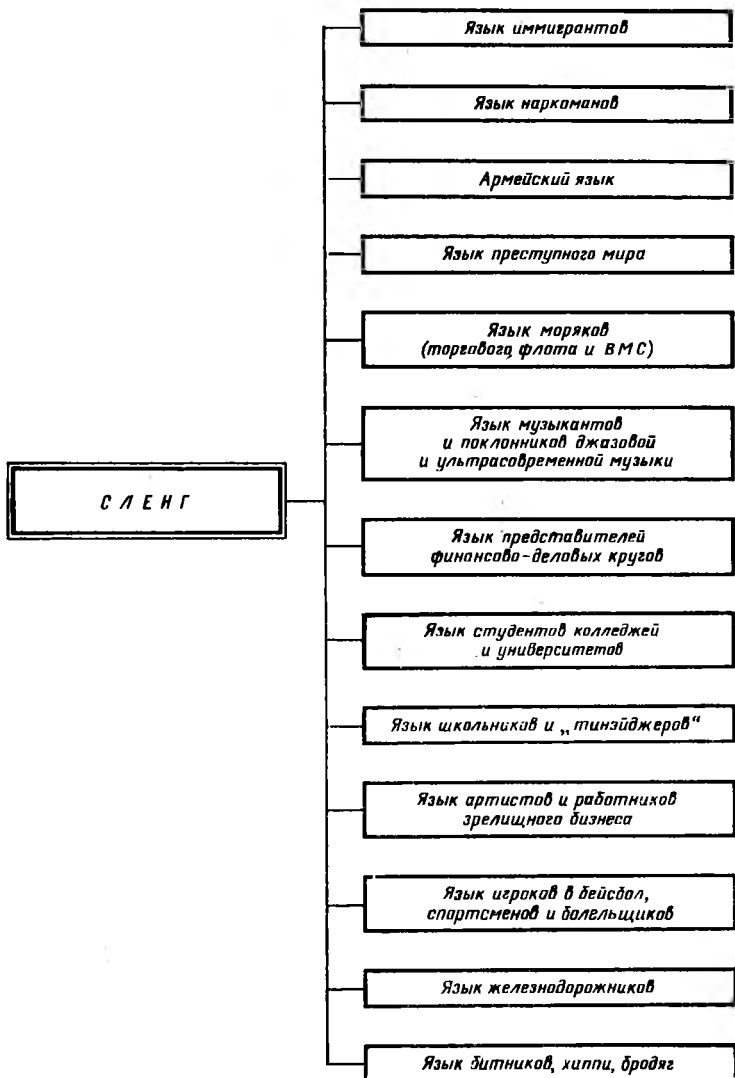 Язык иммигрантов
Язык наркоманов
Армейский язык
Язык преступного мира
Язык моряков
(торгового флота и ВМС)
Язык музыкантов
и поклонников джазовой
и ультрасовременной музыки
СЛЕНГ
Язык представителей
финансово-деловых кругов
Язык студентов колледжей
и университетов
Язык школьников и „тинэйджеров“
Язык артистов и работников
зрелищного бизнеса
Язык игроков в бейсбол,
спортсменов и болельщиков
Язык железнодорожников
Язык битников, хиппи, бродяг